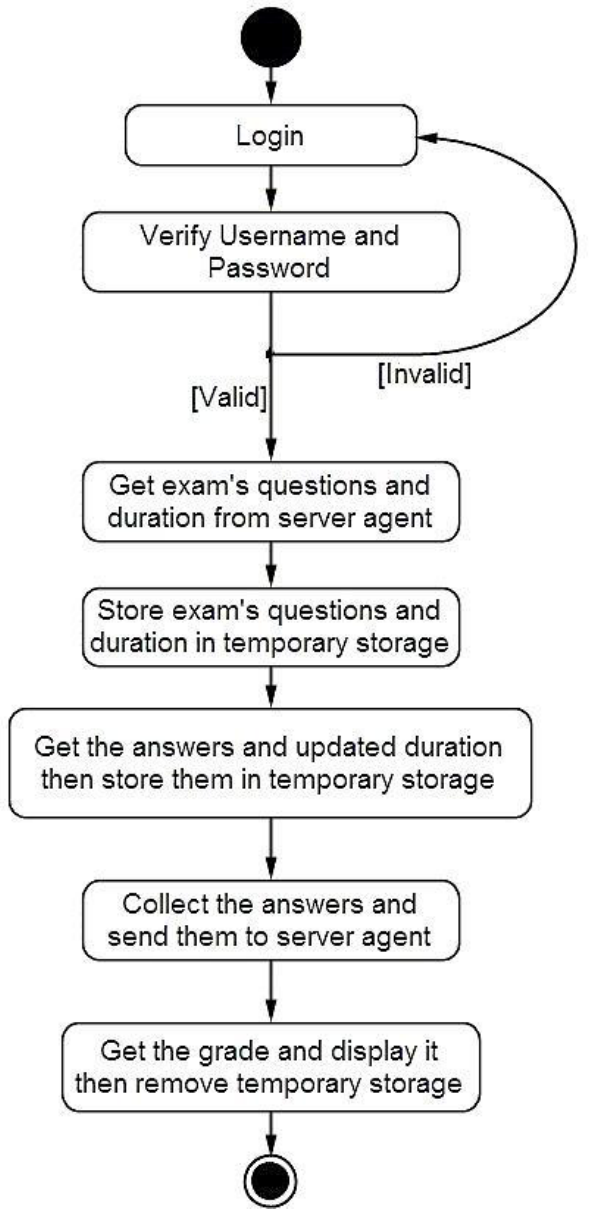 Login
Verify Username and
Password
[Invalid]
[Valid]
Get exam's questions and
duration from server agent
Store exam's questions and
duration in temporary storage
Get the answers and updated duration
then store them in temporary storage
Collect the answers and
send them to server agent
Get the grade and display it
then remove temporary storage